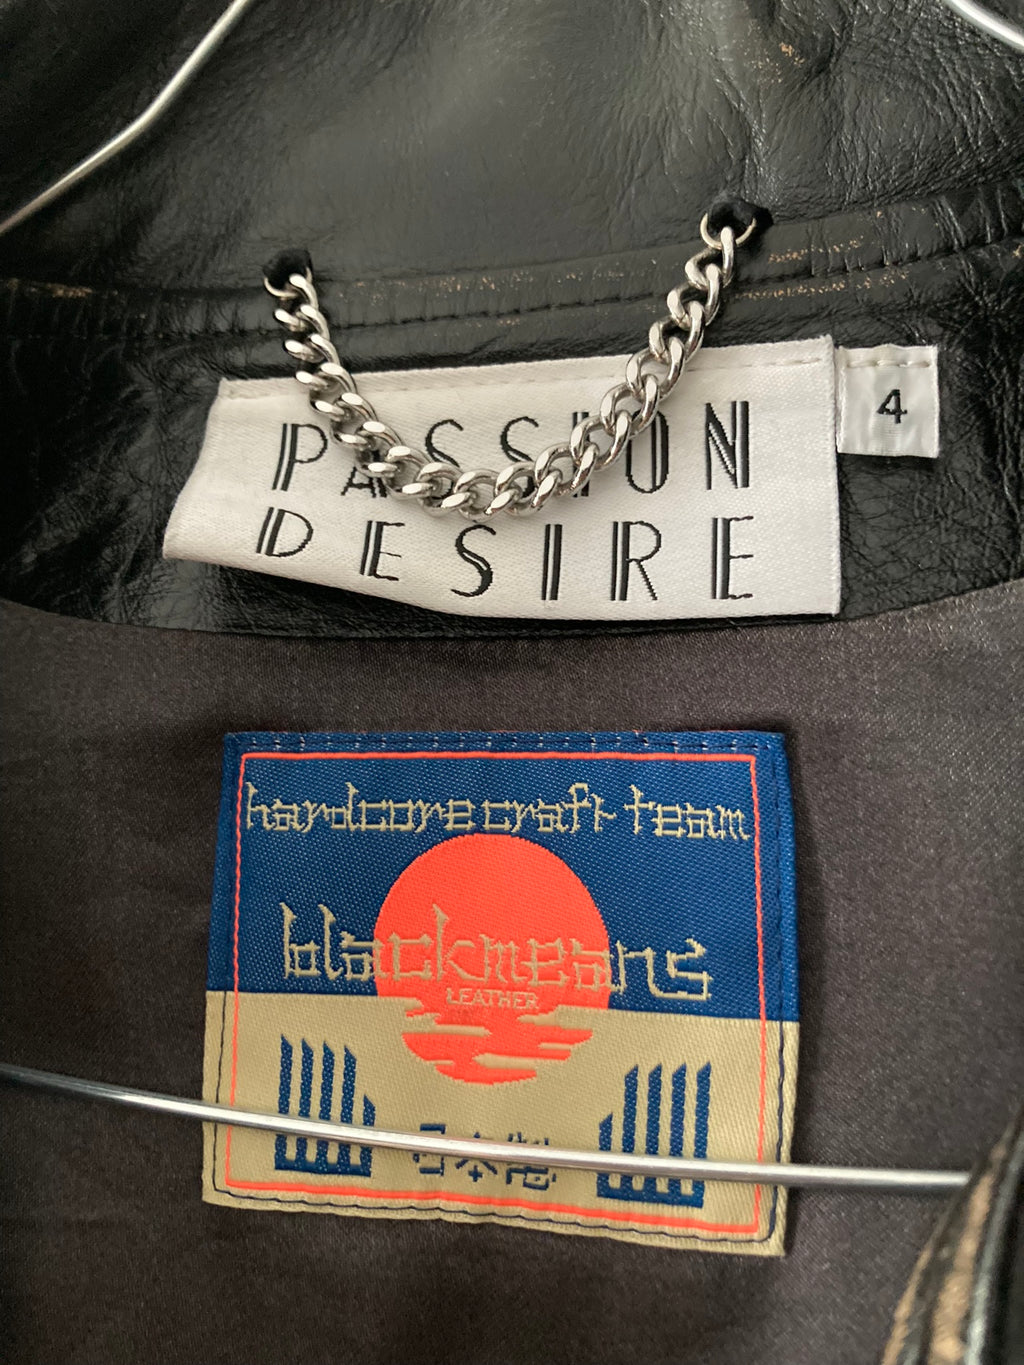 PASSION
4
DESIRE
hardcore craft team
blackmeans
LEATHER
日本製